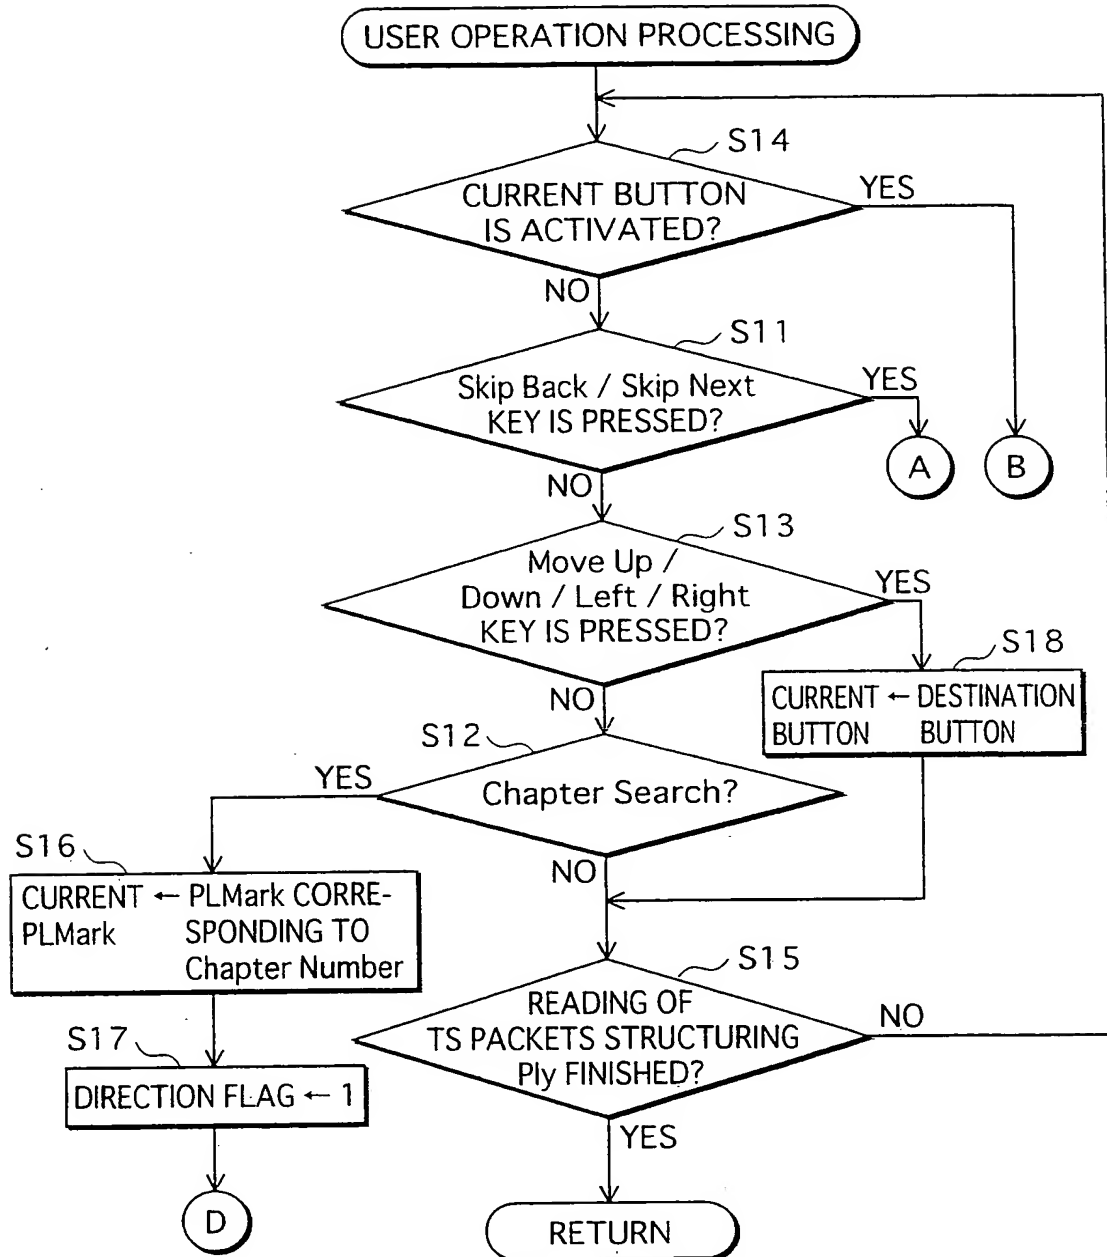 USER OPERATION PROCESSING
S14
CURRENT BUTTON
IS ACTIVATED?
YES
NO
S11
Skip Back / Skip Next
KEY IS PRESSED?
YES
A
B
NO
S13
Move Up /
Down / Left / Right
KEY IS PRESSED?
YES
S18
CURRENT ← DESTINATION
BUTTON BUTTON
NO
S12
Chapter Search?
YES
NO
S16
CURRENT ← PLMark CORRE-
PLMark SPONDING TO
Chapter Number
S17
DIRECTION FLAG ← 1
D
S15
READING OF
TS PACKETS STRUCTURING
Ply FINISHED?
NO
YES
RETURN